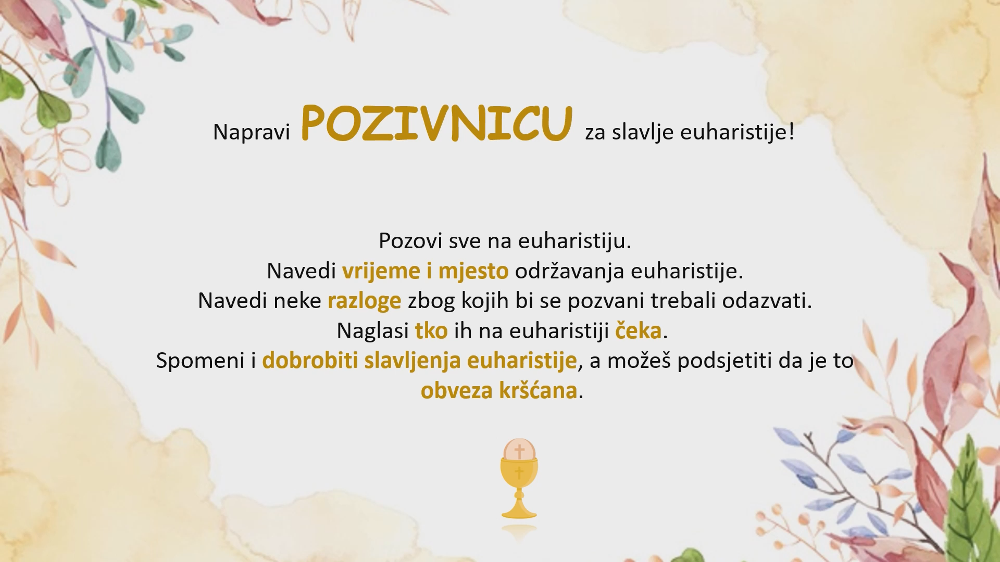 Napravi POZIVNICU za slavlje euharistije!
Pozovi sve na euharistiju.
Navedi vrijeme i mjesto održavanja euharistije.
Navedi neke razloge zbog kojih bi se pozvani trebali odazvati.
Naglasi tko ih na euharistiji čeka.
Spomeni i dobrobiti slavljenja euharistije, a možeš podsjetiti da je to
obveza kršćana.